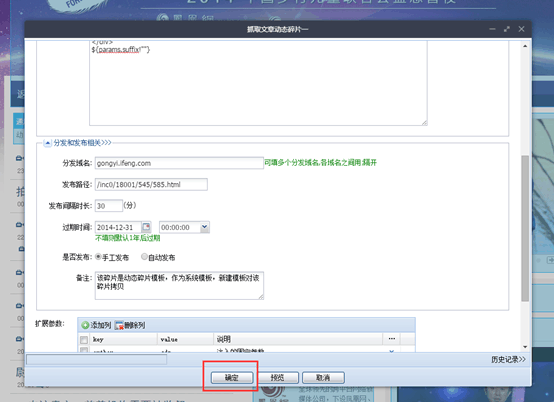 抓取文章动态碎片一
</div>
${params.suffix!""}
分发和发布相关>>>
分发域名: gongyi.ifeng.com 可填多个分发域名,各域名之间用;隔开
发布路径: /inc0/18001/545/585.html
发布间隔时长: 30 (分)
过期时间: 2014-12-31 00:00:00
不填则默认1年后过期
是否发布: 手工发布 自动发布
备注: 该碎片是动态碎片模板，作为系统模板，新建模板对该
碎片拷贝
扩展参数: 添加列 删除列
key value 说明 ...
历史记录>>
确定 预览 取消